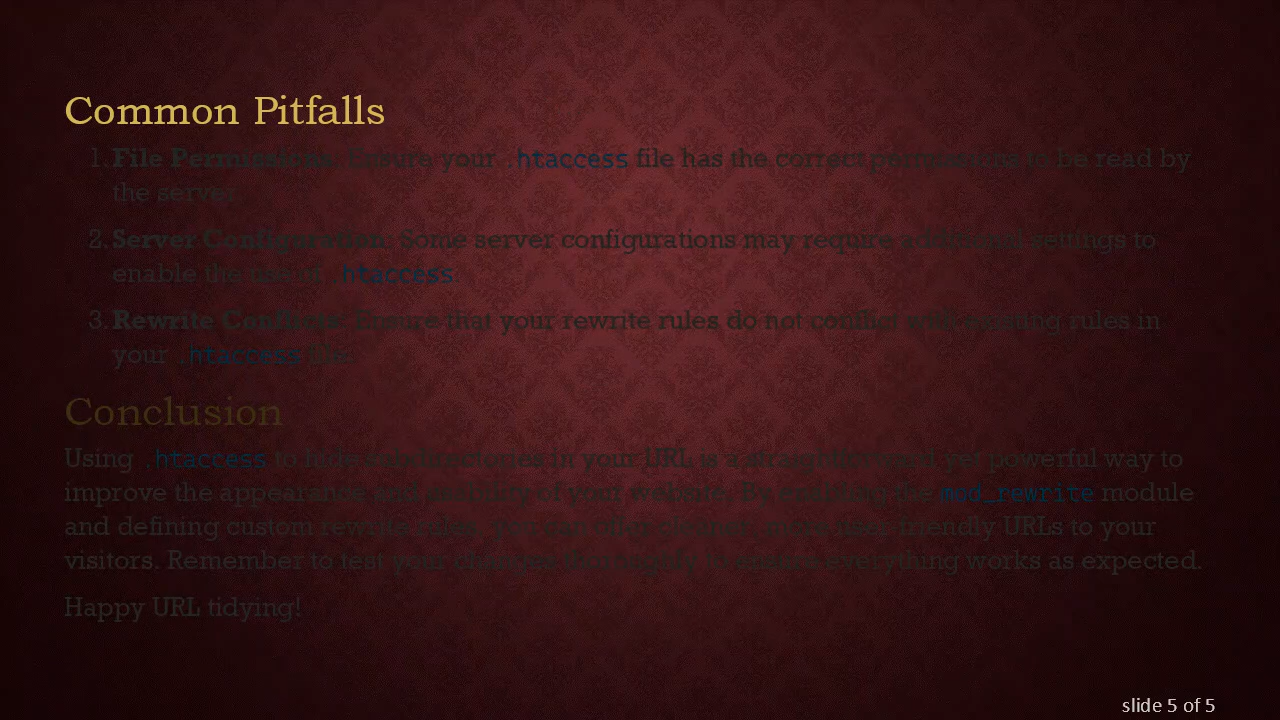 Common Pitfalls
1. File Permissions: Ensure your .htaccess file has the correct permissions to be read by
the server.
2. Server Configuration: Some server configurations may require additional settings to
enable the use of .htaccess.
3. Rewrite Conflicts: Ensure that your rewrite rules do not conflict with existing rules in
your .htaccess file.
Conclusion
Using .htaccess to hide subdirectories in your URL is a straightforward yet powerful way to
improve the appearance and usability of your website. By enabling the mod_rewrite module
and defining custom rewrite rules, you can offer cleaner, more user-friendly URLs to your
visitors. Remember to test your changes thoroughly to ensure everything works as expected.
Happy URL tidying!
slide 5 of 5